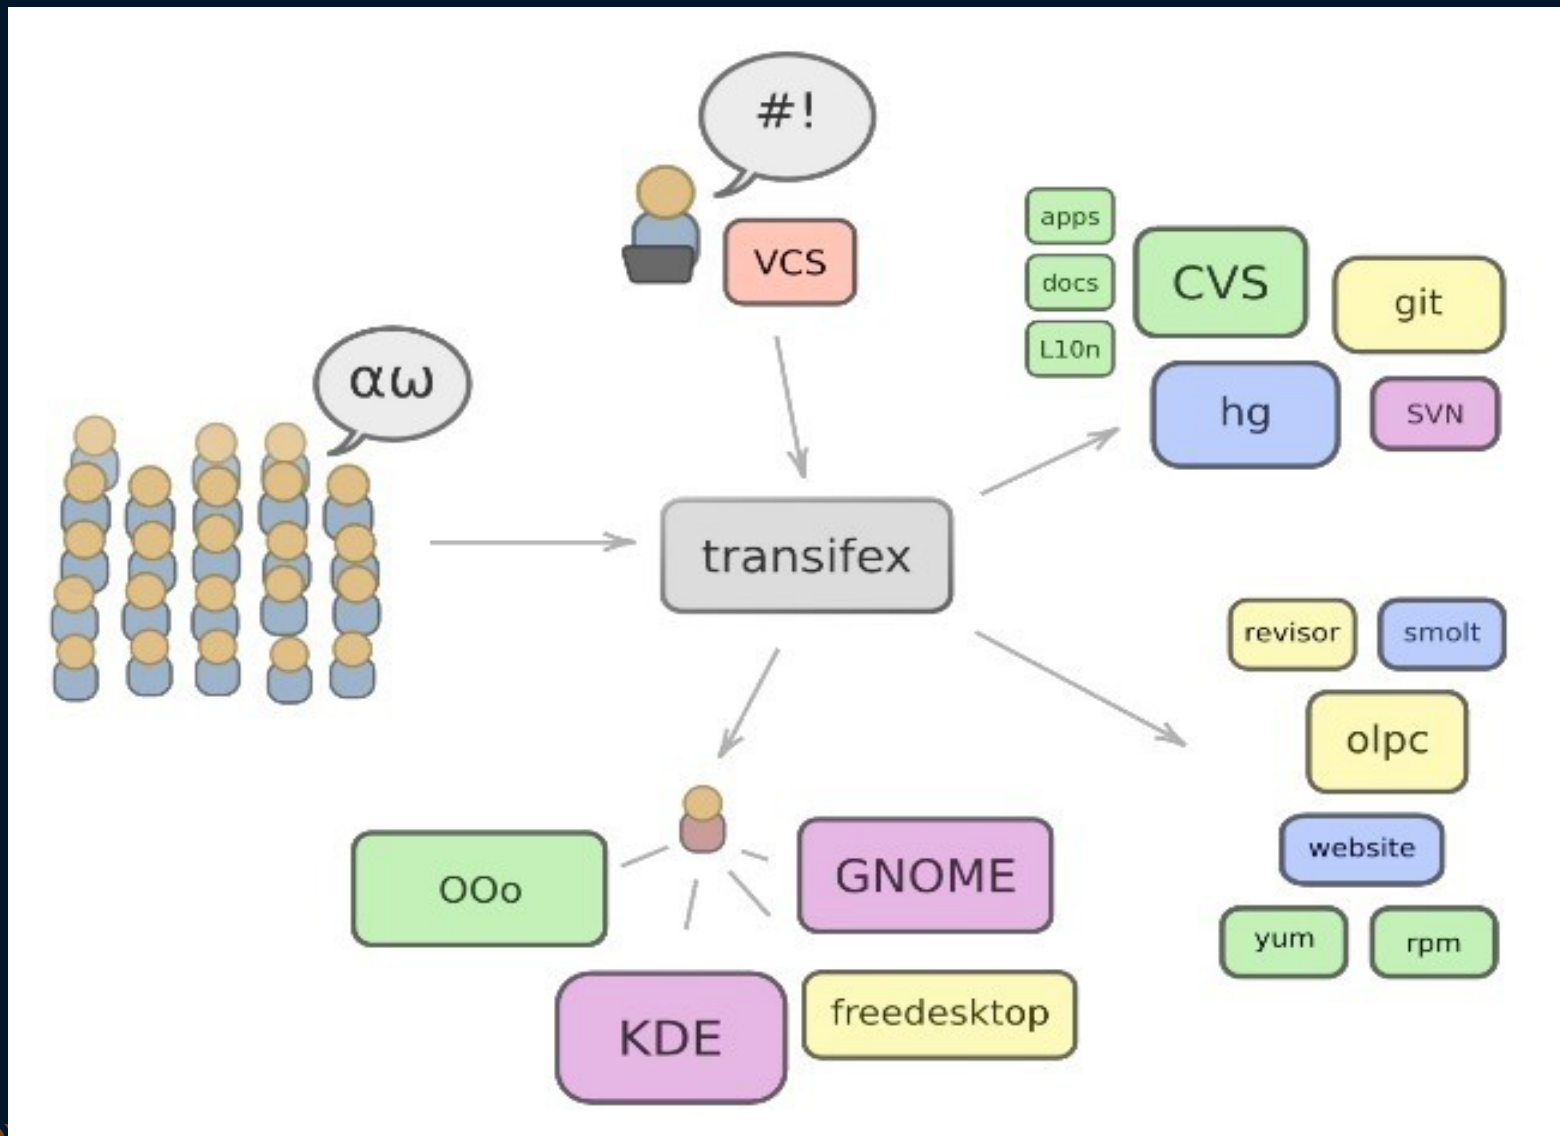 #!
VCS
αω
apps
docs
L10n
CVS
git
hg
SVN
transifex
revisor
smolt
olpc
website
yum
rpm
OOo
GNOME
KDE
freedesktop